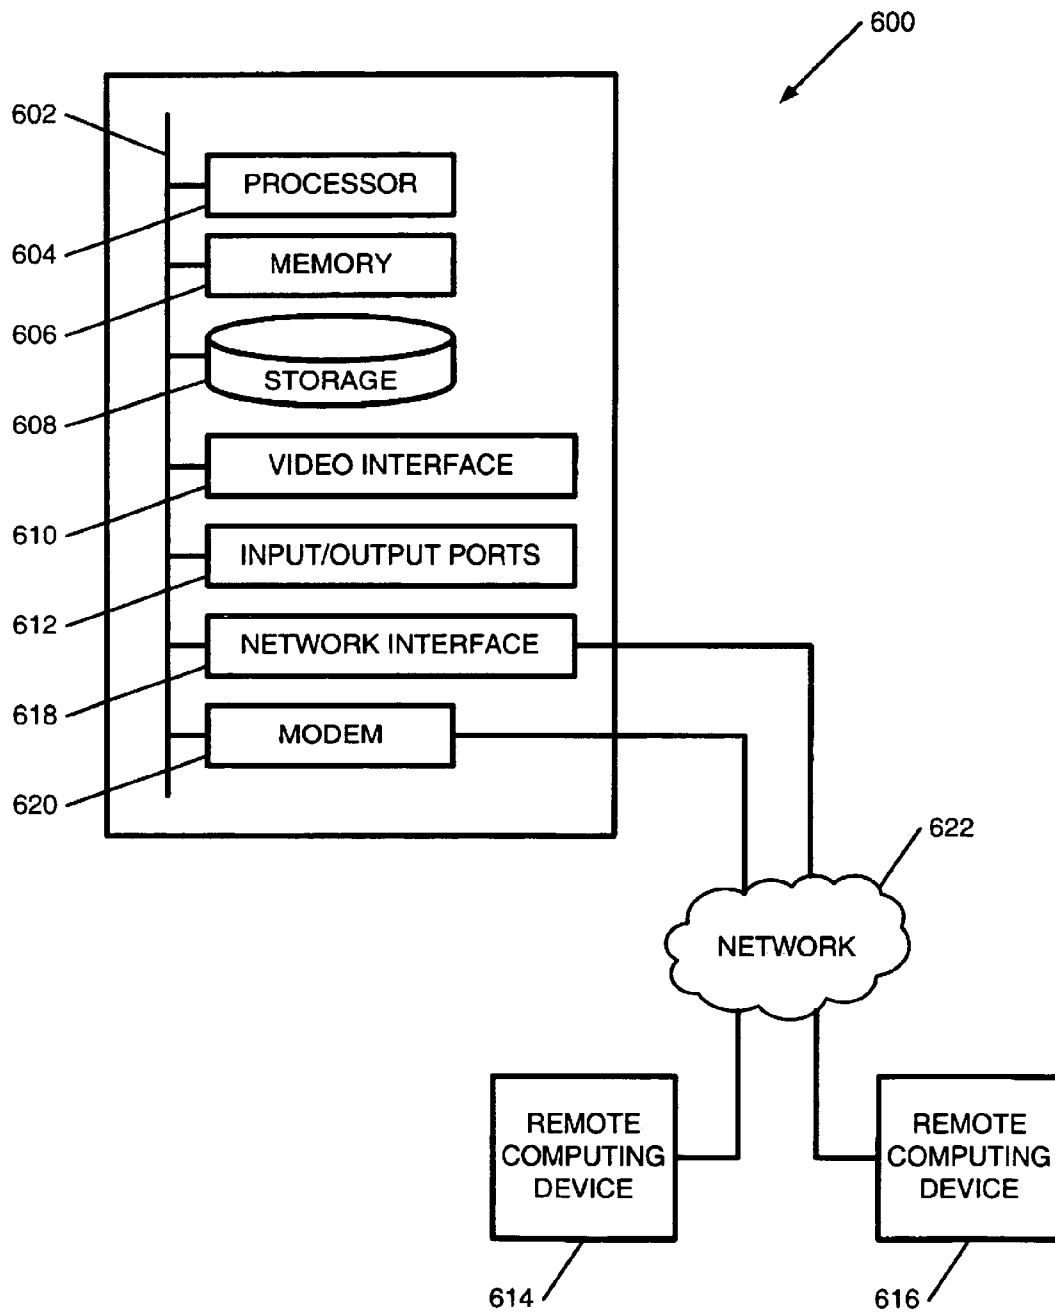 600
602
PROCESSOR
604
MEMORY
606
STORAGE
608
VIDEO INTERFACE
610
INPUT/OUTPUT PORTS
612
NETWORK INTERFACE
618
MODEM
620
622
NETWORK
REMOTE
COMPUTING
DEVICE
614
REMOTE
COMPUTING
DEVICE
616